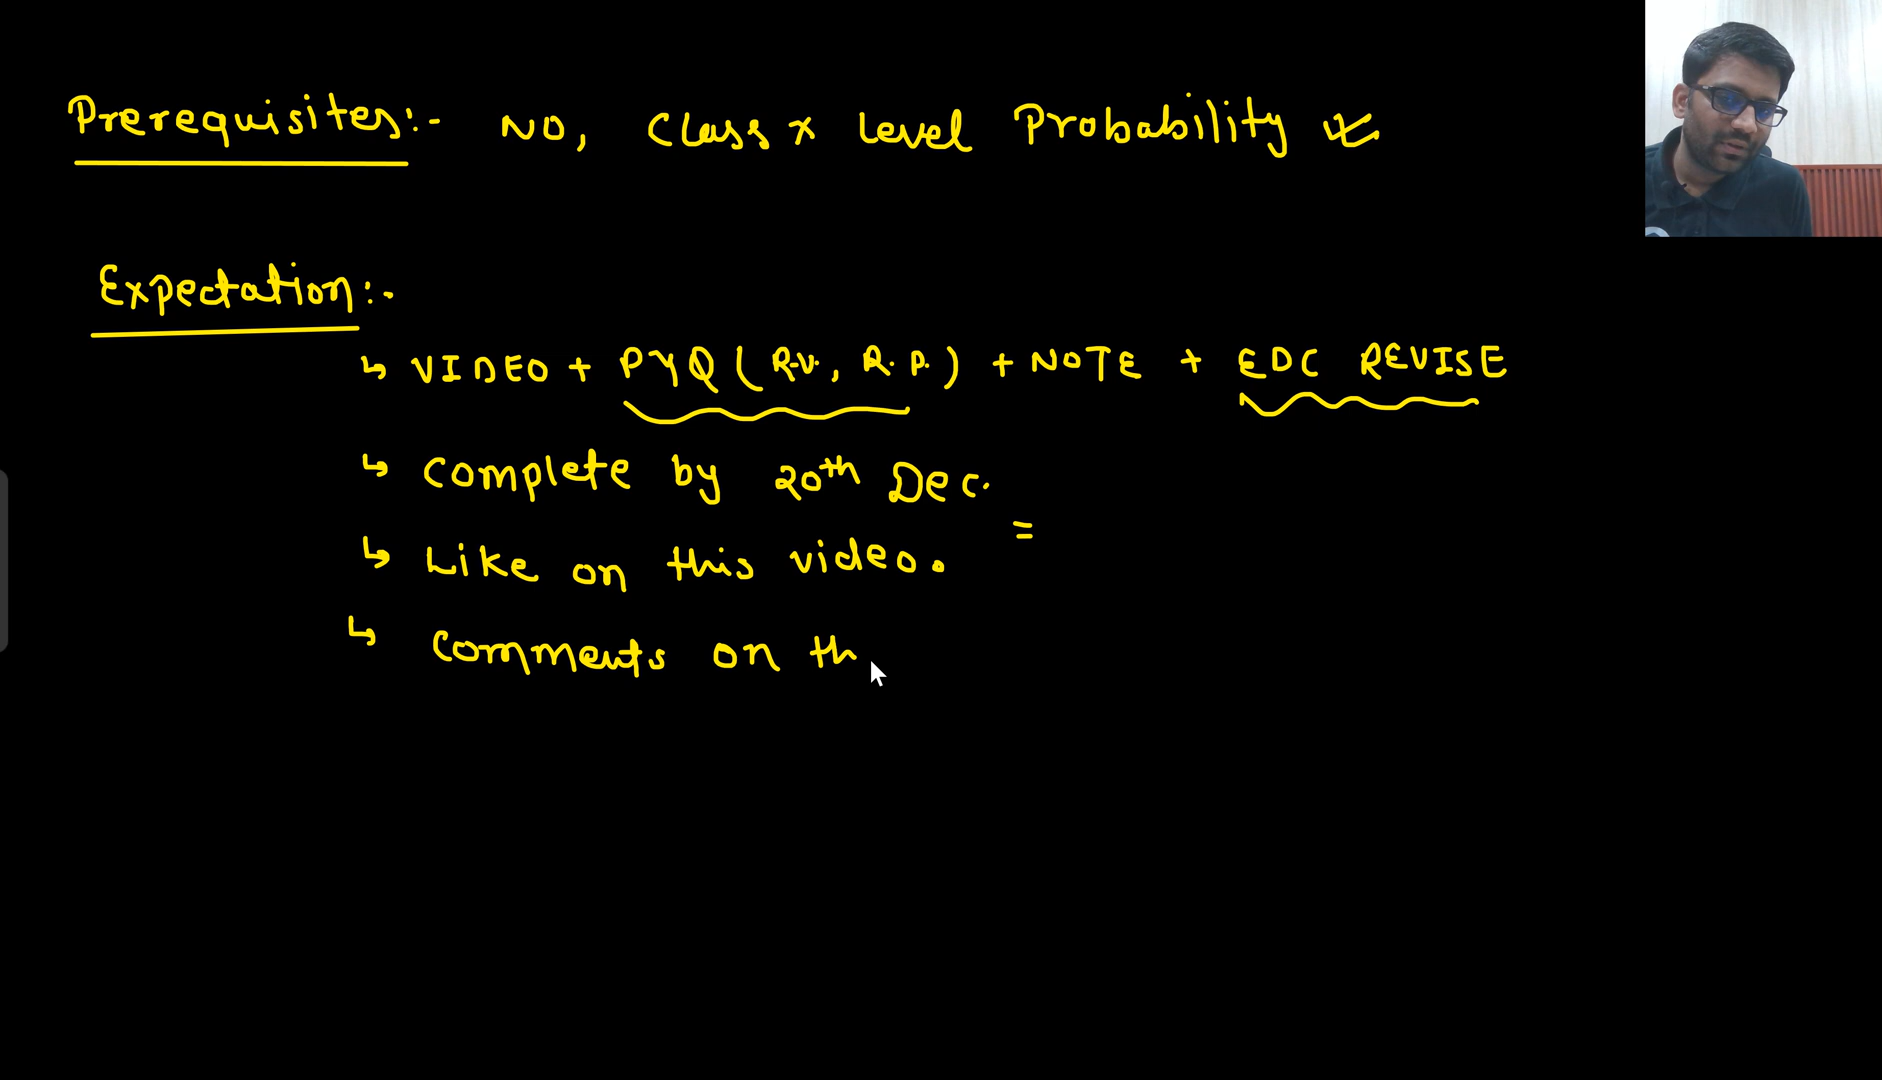 Prerequisites:- NO, Class X Level Probability
Expectation:-
↳ VIDEO + PYQ ( R.V., R.P. ) + NOTE + EDC REVISE
↳ Complete by 20th Dec.
=
↳ Like on this video.
↳ Comments on th